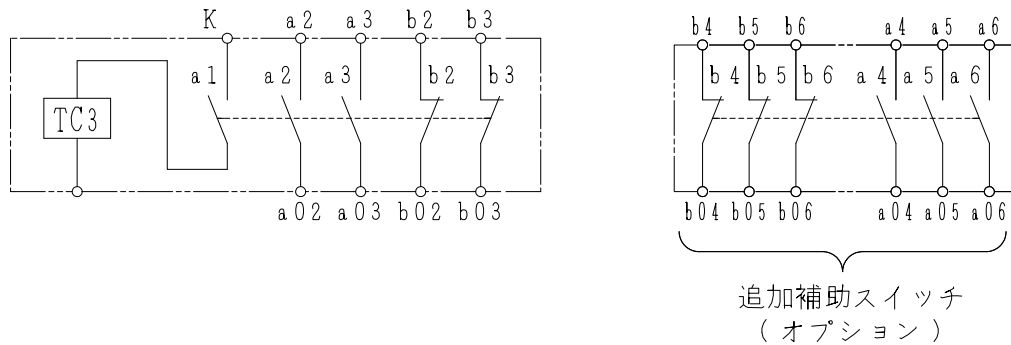 K a2 a3 b2 b3
a1 a2 a3 b2 b3
TC3
a02 a03 b02 b03
b4 b5 b6 a4 a5 a6
b4 b5 b6 a4 a5 a6
b04 b05 b06 a04 a05 a06
追加補助スイッチ
(オプション)